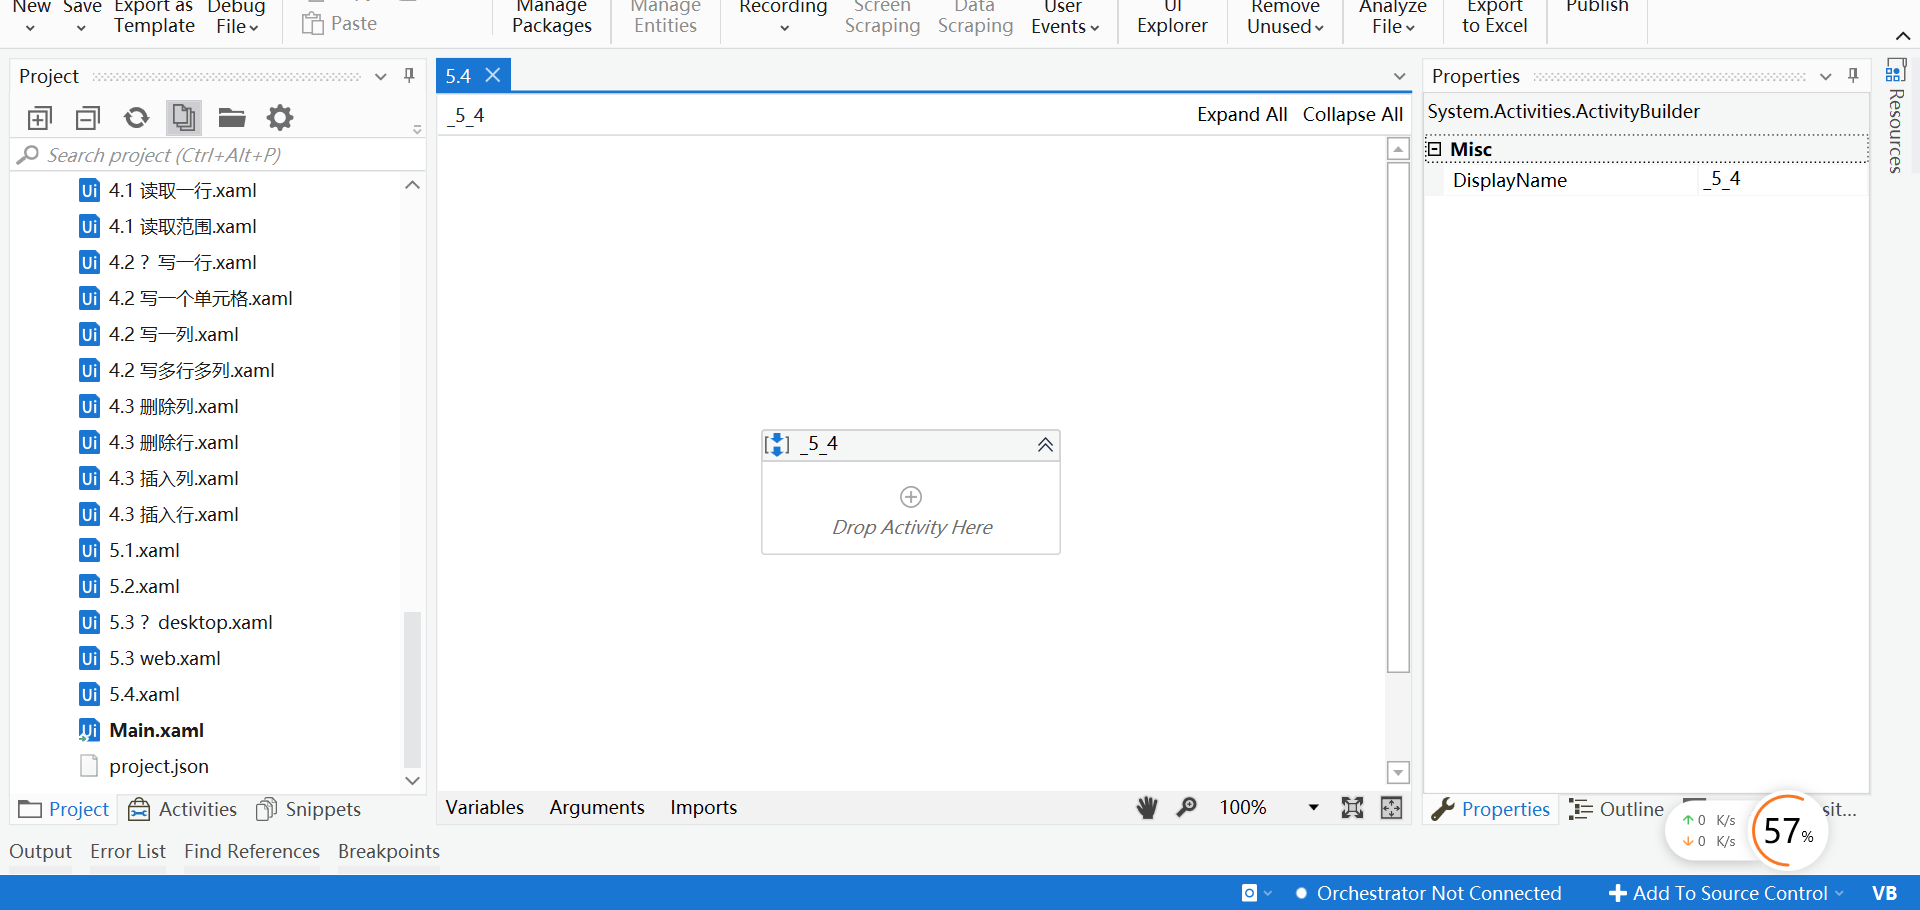 New Save Export as Template Debug File
Paste
Manage Packages
Manage Entities
Recording
Screen Scraping
Data Scraping
User Events
UI Explorer
Remove Unused
Analyze File
Export to Excel
Publish
Project
Search project (Ctrl+Alt+P)
4.1 读取一行.xaml
4.1 读取范围.xaml
4.2？写一行.xaml
4.2 写一个单元格.xaml
4.2 写一列.xaml
4.2 写多行多列.xaml
4.3 删除列.xaml
4.3 删除行.xaml
4.3 插入列.xaml
4.3 插入行.xaml
5.1.xaml
5.2.xaml
5.3？desktop.xaml
5.3 web.xaml
5.4.xaml
Main.xaml
project.json
Project Activities Snippets
5.4
_5_4
Expand All Collapse All
_5_4
Drop Activity Here
Variables Arguments Imports
100%
Properties
System.Activities.ActivityBuilder
Misc
DisplayName _5_4
Resources
Properties Outline sit...
0 K/s
0 K/s
57%
Output Error List Find References Breakpoints
Orchestrator Not Connected
Add To Source Control
VB